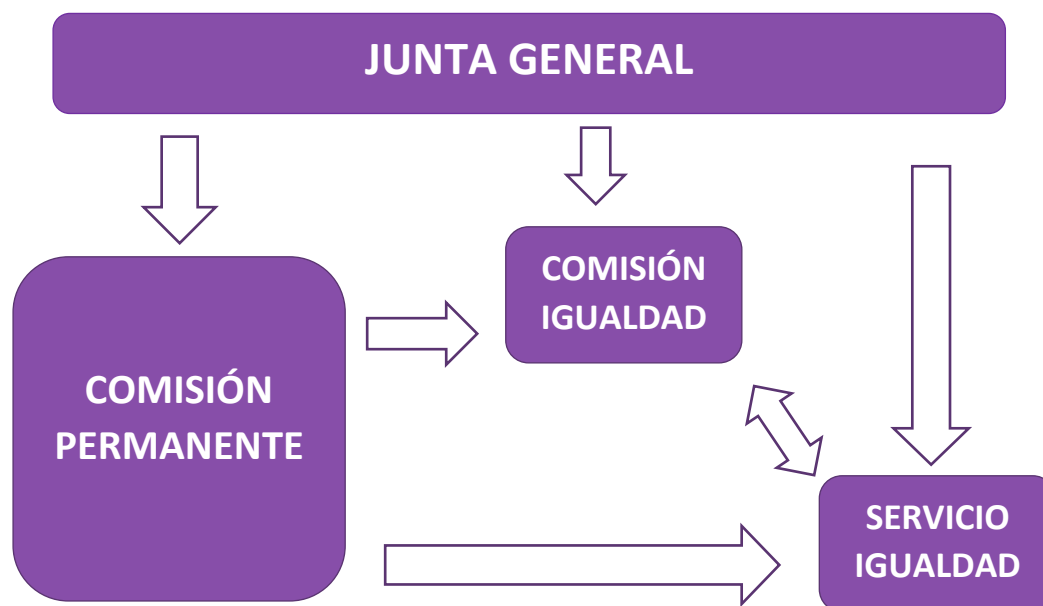 JUNTA GENERAL
COMISIÓN
IGUALDAD
COMISIÓN
PERMANENTE
SERVICIO
IGUALDAD